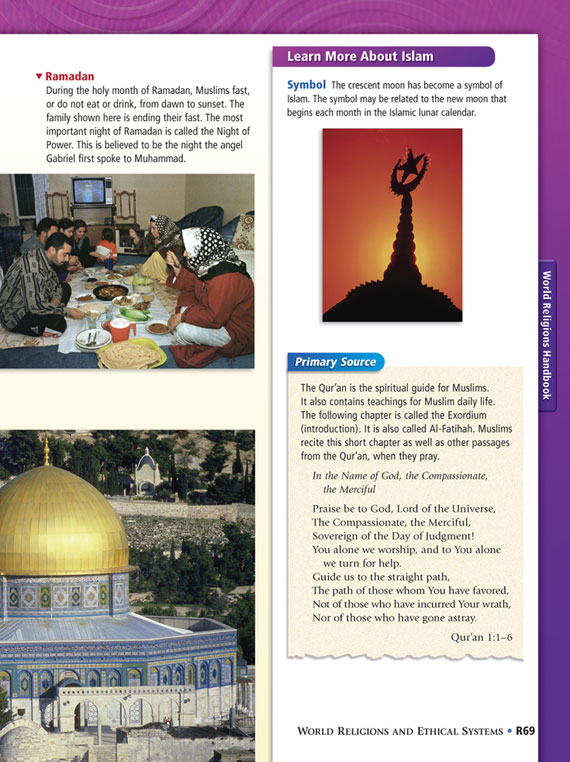 Ramadan
During the holy month of Ramadan, Muslims fast,
or do not eat or drink, from dawn to sunset. The
family shown here is ending their fast. The most
important night of Ramadan is called the Night of
Power. This is believed to be the night the angel
Gabriel first spoke to Muhammad.
Learn More About Islam
Symbol The crescent moon has become a symbol of
Islam. The symbol may be related to the new moon that
begins each month in the Islamic lunar calendar.
Primary Source
The Qur'an is the spiritual guide for Muslims.
It also contains teachings for Muslim daily life.
The following chapter is called the Exordium
(introduction). It is also called Al-Fatihah. Muslims
recite this short chapter as well as other passages
from the Qur'an, when they pray.
In the Name of God, the Compassionate,
the Merciful
Praise be to God, Lord of the Universe,
The Compassionate, the Merciful,
Sovereign of the Day of Judgment!
You alone we worship, and to You alone
we turn for help.
Guide us to the straight path,
The path of those whom You have favored,
Not of those who have incurred Your wrath,
Nor of those who have gone astray.
Qur'an 1:1–6
World Religions Handbook
WORLD RELIGIONS AND ETHICAL SYSTEMS • R69